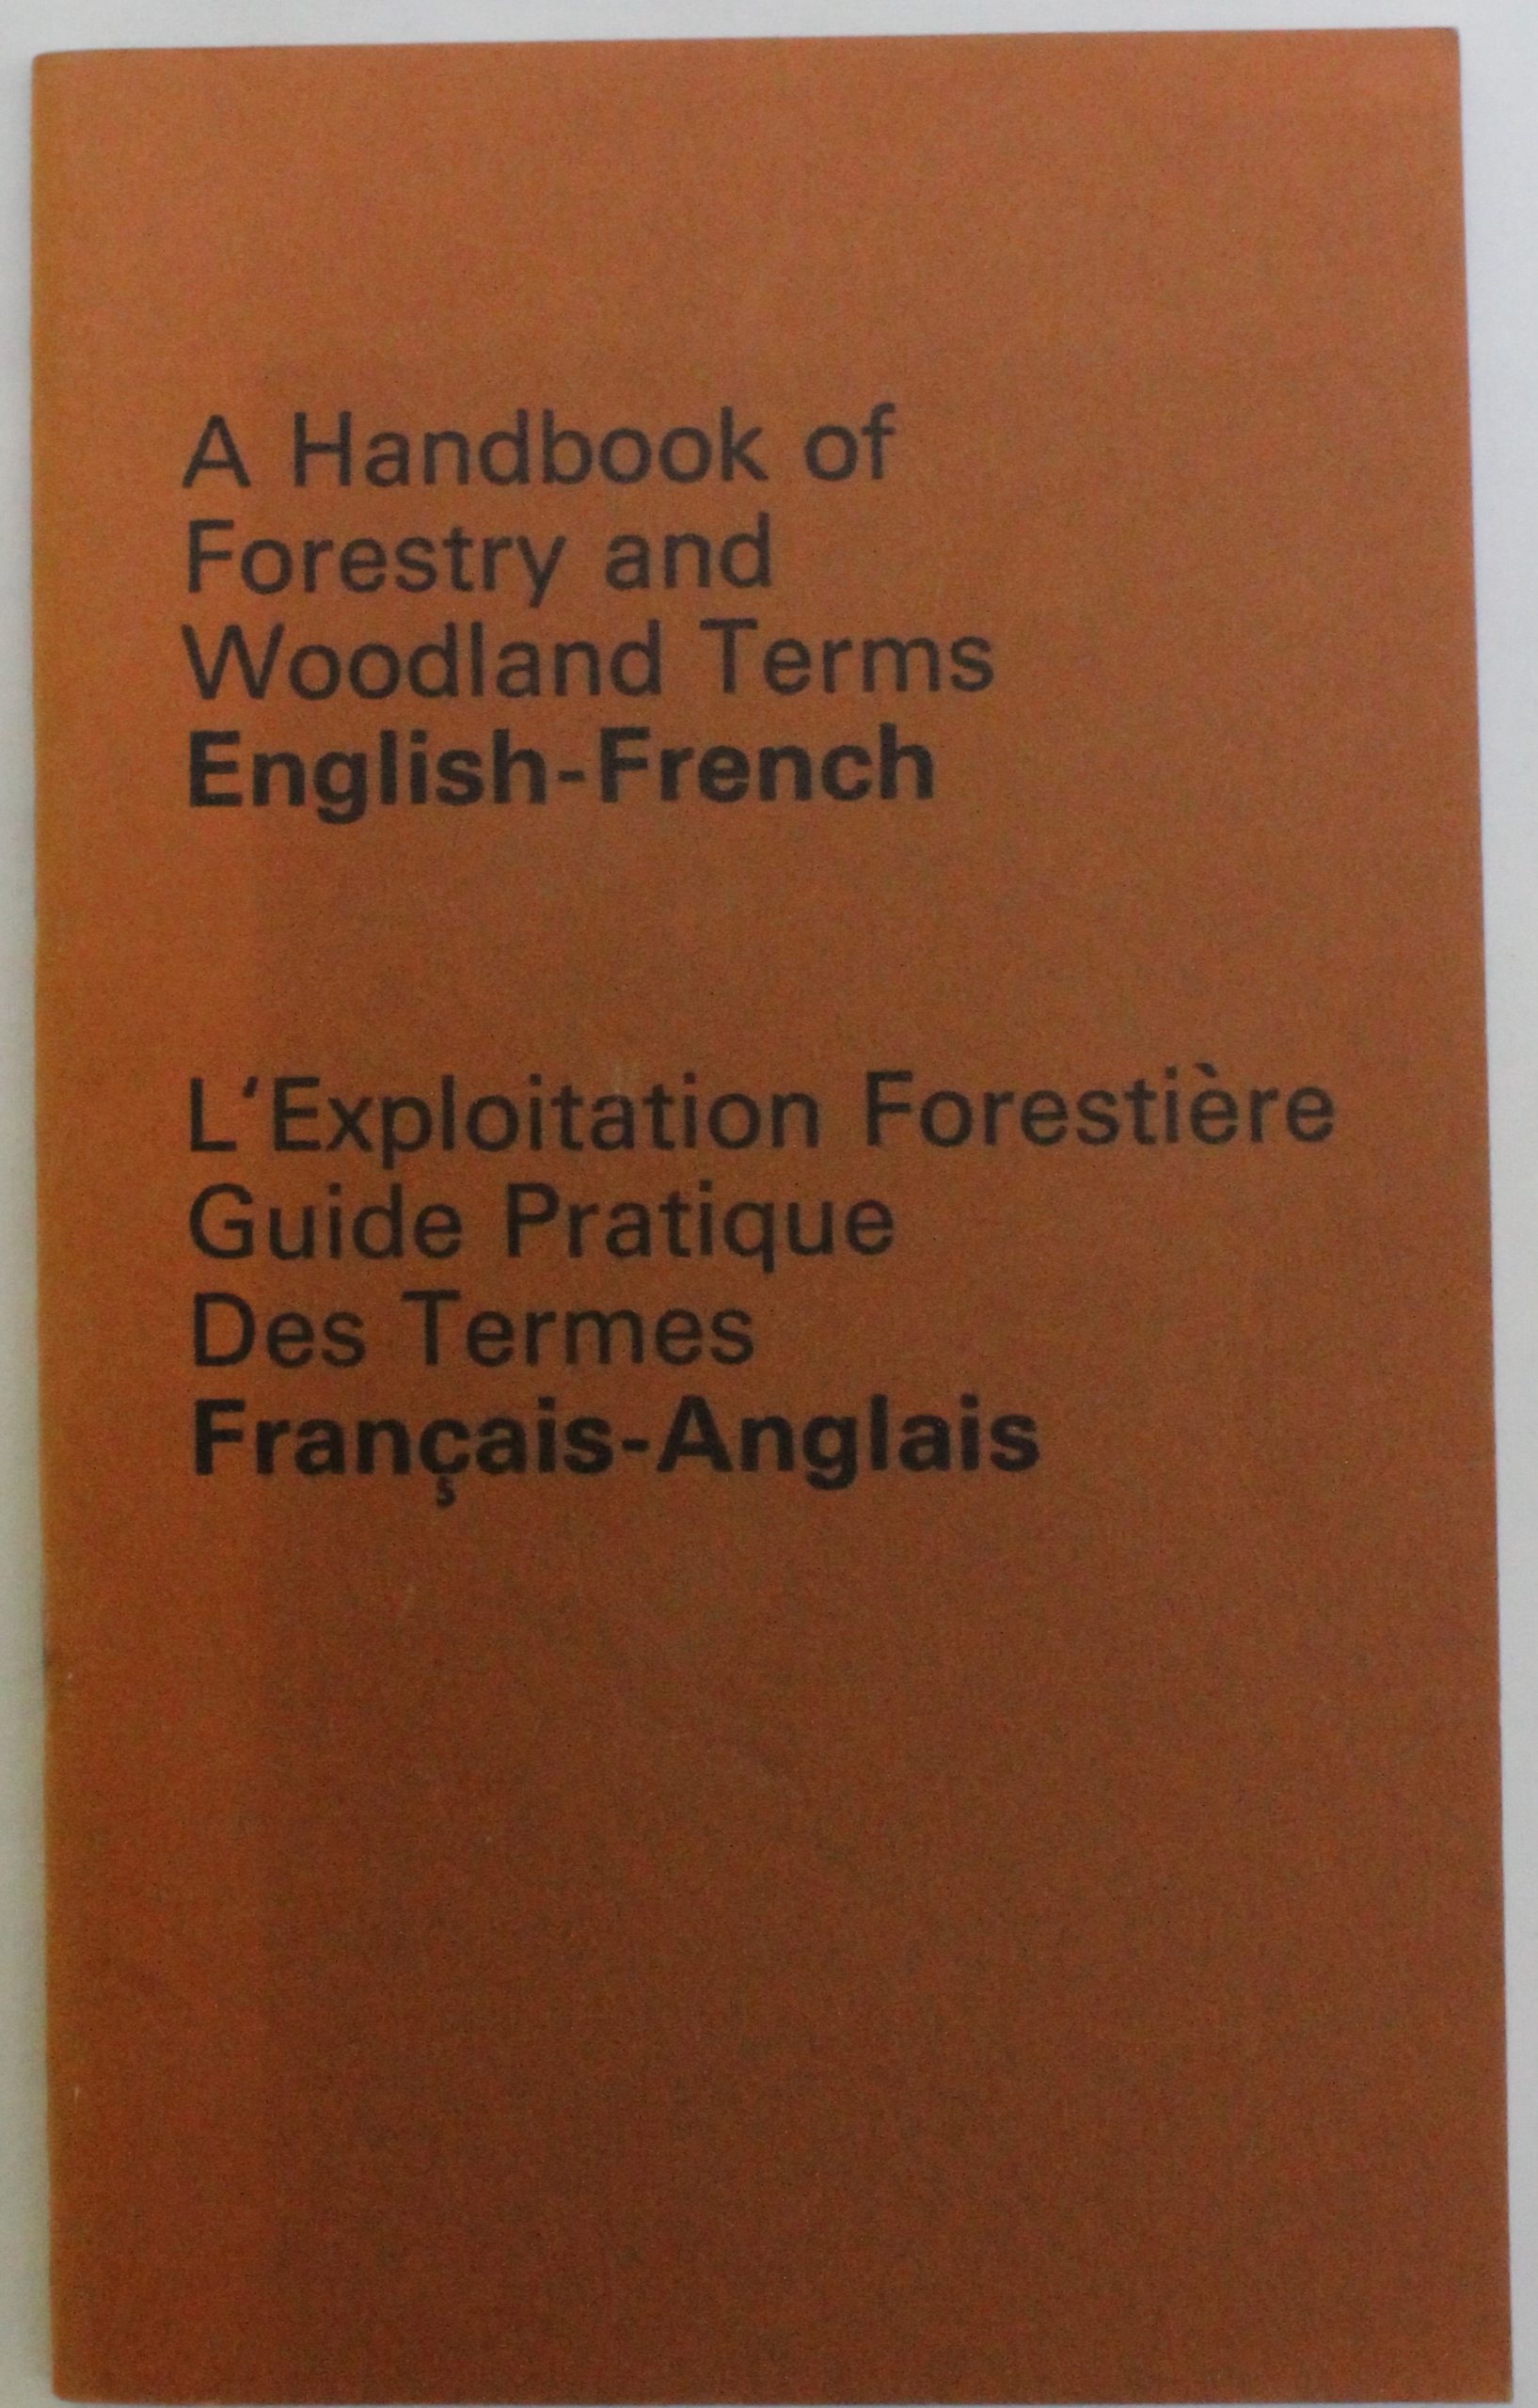 A Handbook of
Forestry and
Woodland Terms
English-French
L'Exploitation Forestière
Guide Pratique
Des Termes
Français-Anglais